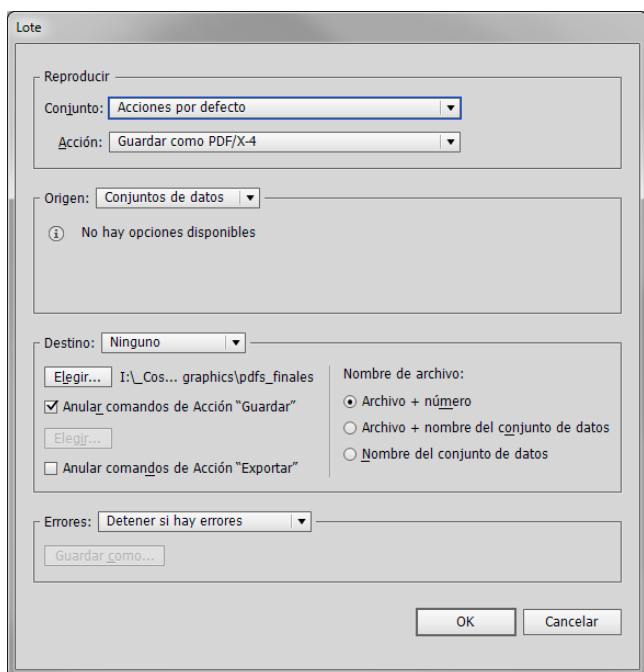 Lote
Reproducir
Conjunto: Acciones por defecto
Acción: Guardar como PDF/X-4
Origen: Conjuntos de datos
No hay opciones disponibles
Destino: Ninguno
Elegir... I:\_Cos... graphics\pdfs_finales
Anular comandos de Acción "Guardar"
Elegir...
Anular comandos de Acción "Exportar"
Nombre de archivo:
Archivo + número
Archivo + nombre del conjunto de datos
Nombre del conjunto de datos
Errores: Detener si hay errores
Guardar como...
OK Cancelar